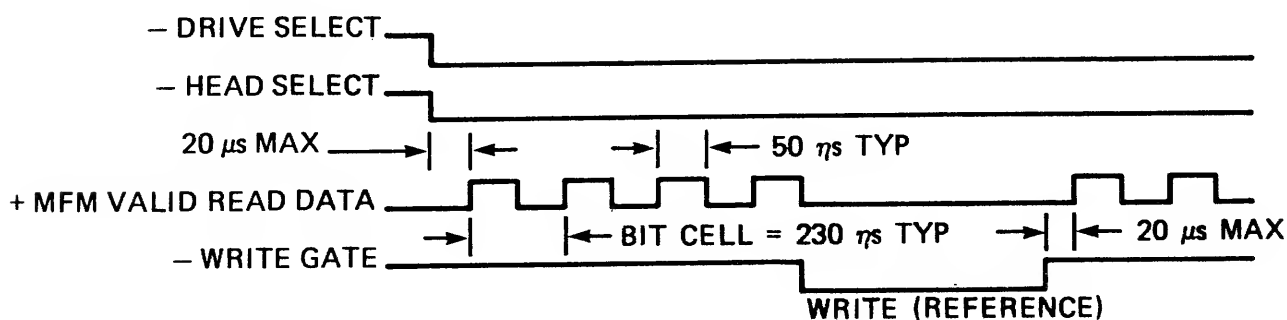 — DRIVE SELECT
— HEAD SELECT
20 μs MAX
50 ηs TYP
+ MFM VALID READ DATA
BIT CELL = 230 ηs TYP
20 μs MAX
— WRITE GATE
WRITE (REFERENCE)